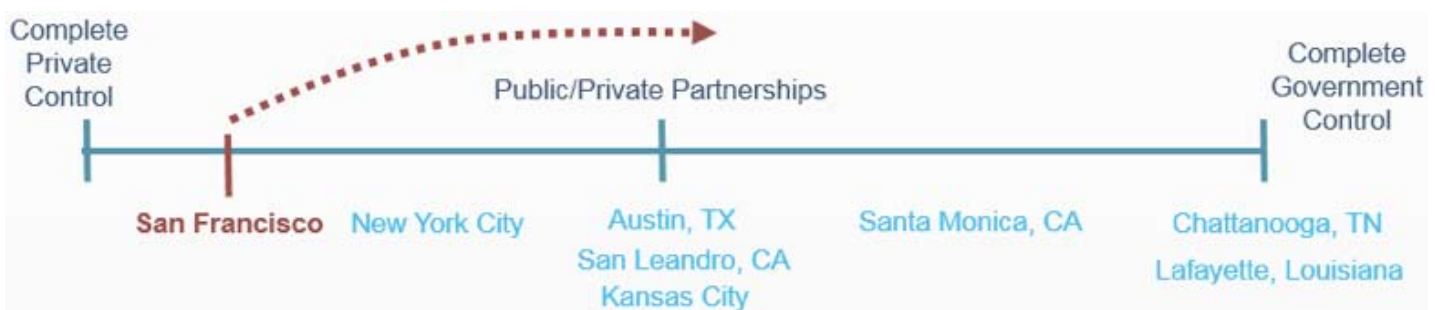 Complete
Private
Control
Public/Private Partnerships
Complete
Government
Control
San Francisco
New York City
Austin, TX
San Leandro, CA
Kansas City
Santa Monica, CA
Chattanooga, TN
Lafayette, Louisiana